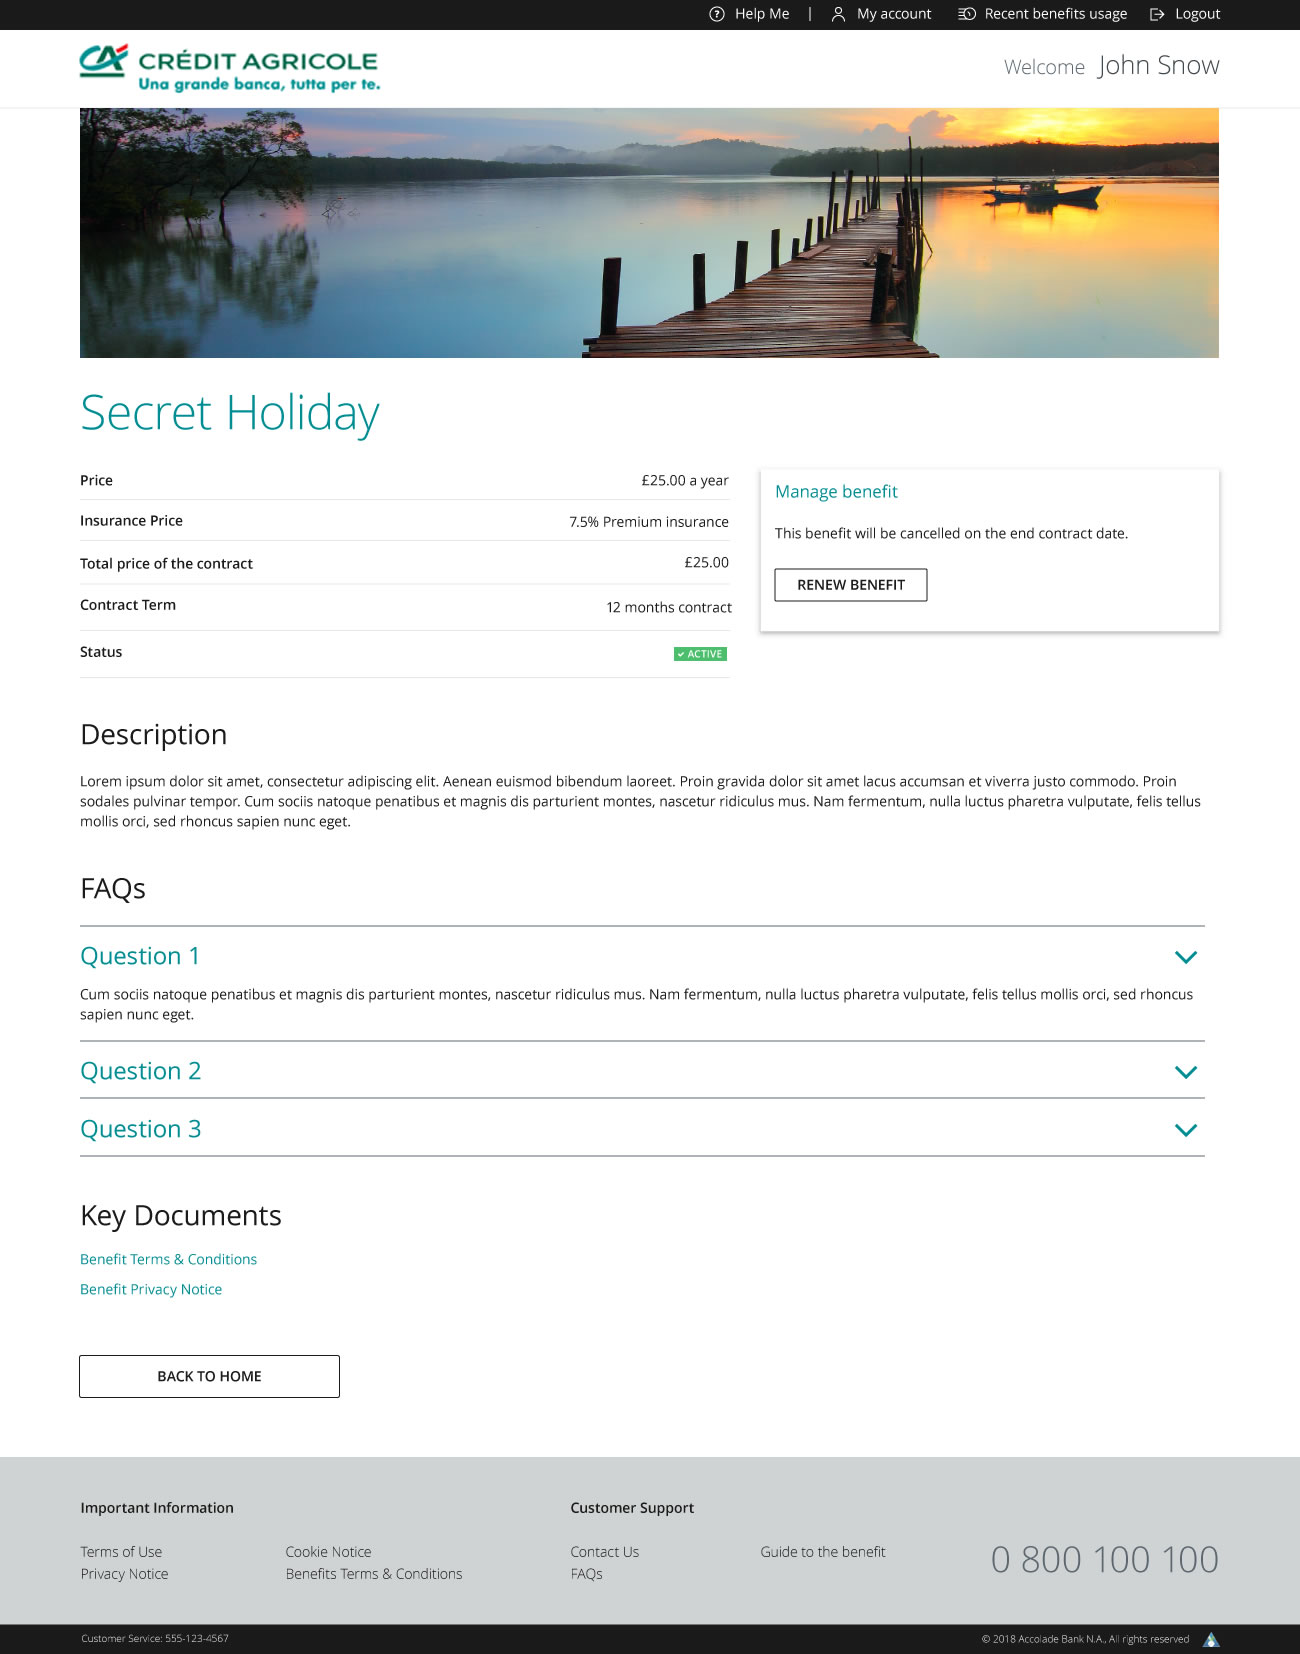 Help Me | My account Recent benefits usage Logout
CRÉDIT AGRICOLE
Una grande banca, tutta per te.
Welcome John Snow
Secret Holiday
Price £25.00 a year
Insurance Price 7.5% Premium insurance
Total price of the contract £25.00
Contract Term 12 months contract
Status ACTIVE
Manage benefit
This benefit will be cancelled on the end contract date.
RENEW BENEFIT
Description
Lorem ipsum dolor sit amet, consectetur adipiscing elit. Aenean euismod bibendum laoreet. Proin gravida dolor sit amet lacus accumsan et viverra justo commodo. Proin
sodales pulvinar tempor. Cum sociis natoque penatibus et magnis dis parturient montes, nascetur ridiculus mus. Nam fermentum, nulla luctus pharetra vulputate, felis tellus
mollis orci, sed rhoncus sapien nunc eget.
FAQs
Question 1
Cum sociis natoque penatibus et magnis dis parturient montes, nascetur ridiculus mus. Nam fermentum, nulla luctus pharetra vulputate, felis tellus mollis orci, sed rhoncus
sapien nunc eget.
Question 2
Question 3
Key Documents
Benefit Terms & Conditions
Benefit Privacy Notice
BACK TO HOME
Important Information
Terms of Use
Privacy Notice
Cookie Notice
Benefits Terms & Conditions
Customer Support
Contact Us
FAQs
Guide to the benefit
0 800 100 100
Customer Service: 555-123-4567
© 2018 Accolade Bank N.A., All rights reserved